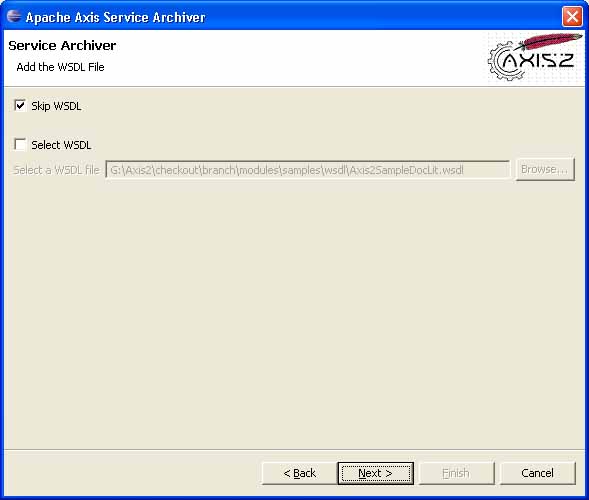 Apache Axis Service Archiver
Service Archiver
Add the WSDL File
AXIS2
Skip WSDL
Select WSDL
Select a WSDL file G:\Axis2\checkout\branch\modules\samples\wsdl\Axis2SampleDocLit.wsdl Browse...
< Back Next > Finish Cancel